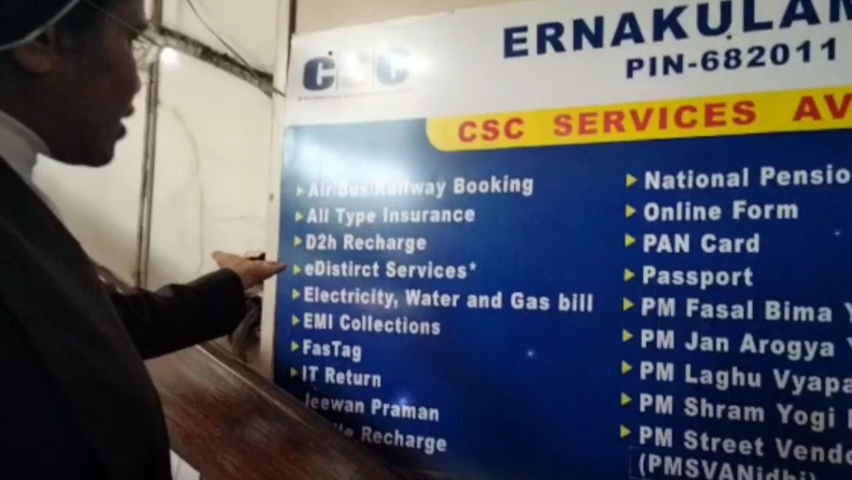 CSC
ERNAKULAM
PIN-682011
CSC SERVICES AV
Air/Bus/Railway Booking
All Type Insurance
D2h Recharge
eDistirct Services*
Electricity, Water and Gas bill
EMI Collections
FasTag
IT Return
Jeewan Praman
Recharge
National Pensio
Online Form
PAN Card
Passport
PM Fasal Bima Y
PM Jan Arogya Y
PM Laghu Vyapa
PM Shram Yogi
PM Street Vendo
(PMSVANidhi)